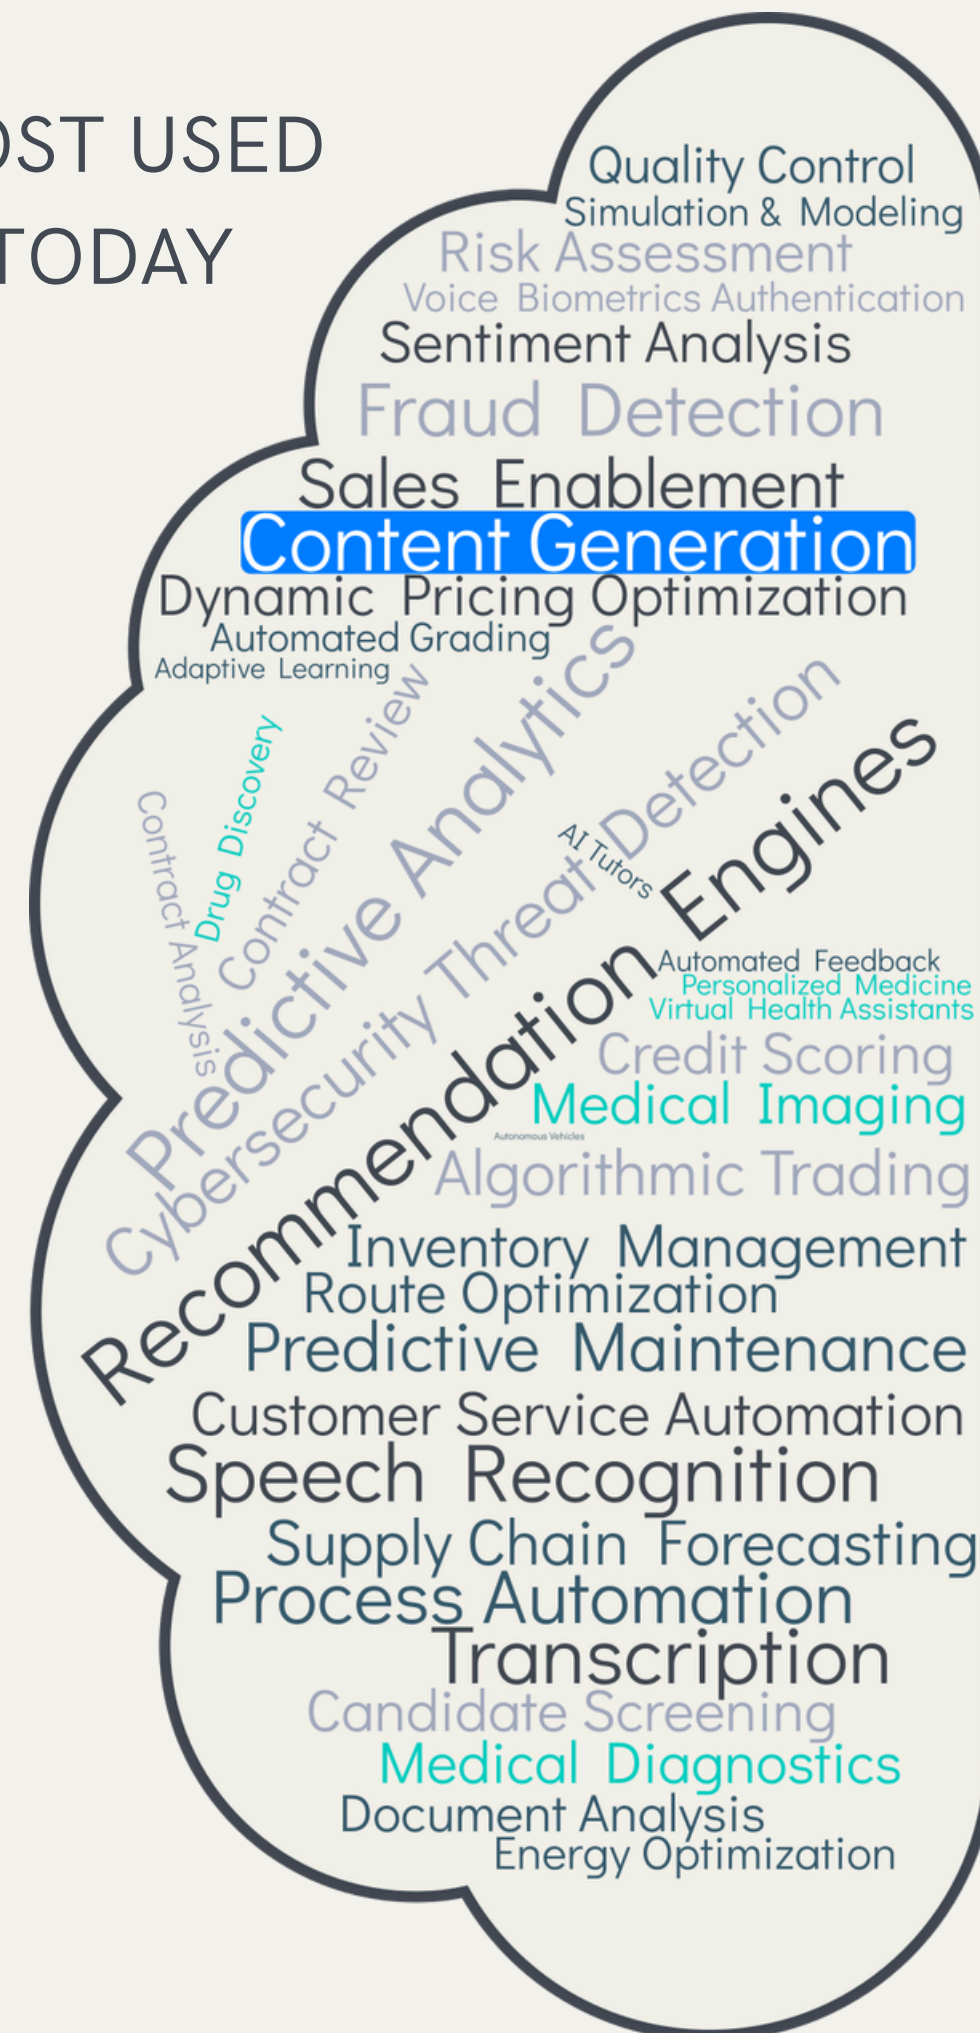 OST USED
TODAY
Quality Control
Simulation & Modeling
Risk Assessment
Voice Biometrics Authentication
Sentiment Analysis
Fraud Detection
Sales Enablement
Content Generation
Dynamic Pricing Optimization
Automated Grading
Adaptive Learning
Contract Analysis
Drug Discovery
Contract Review
Predictive Analytics
Cybersecurity Threat Detection
AI Tutors
Recommendation Engines
Automated Feedback
Personalized Medicine
Virtual Health Assistants
Credit Scoring
Medical Imaging
Autonomous Vehicles
Algorithmic Trading
Inventory Management
Route Optimization
Predictive Maintenance
Customer Service Automation
Speech Recognition
Supply Chain Forecasting
Process Automation
Transcription
Candidate Screening
Medical Diagnostics
Document Analysis
Energy Optimization